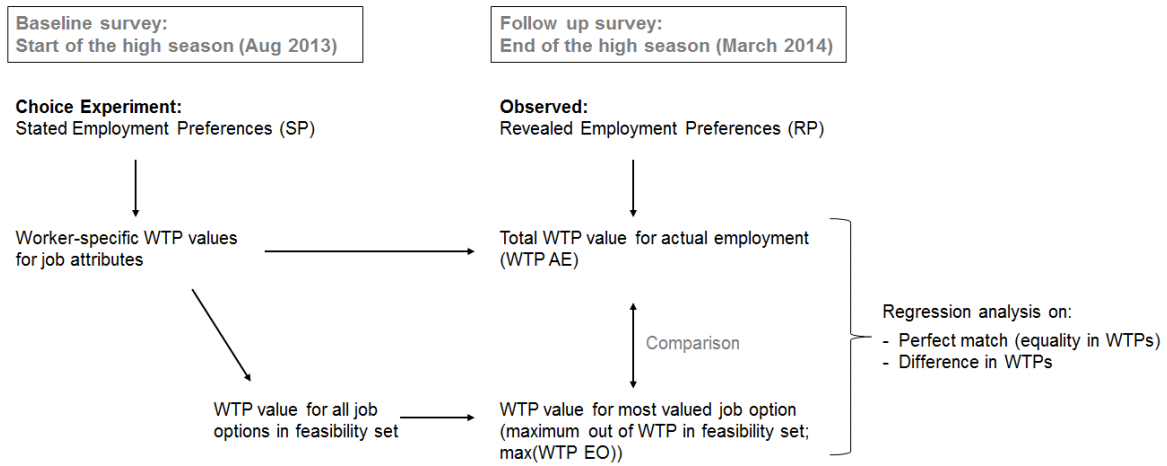 Baseline survey:
Start of the high season (Aug 2013)
Follow up survey:
End of the high season (March 2014)
Choice Experiment:
Stated Employment Preferences (SP)
Observed:
Revealed Employment Preferences (RP)
Worker-specific WTP values
for job attributes
Total WTP value for actual employment
(WTP AE)
Comparison
Regression analysis on:
- Perfect match (equality in WTPs)
- Difference in WTPs
WTP value for all job
options in feasibility set
WTP value for most valued job option
(maximum out of WTP in feasibility set;
max(WTP EO))